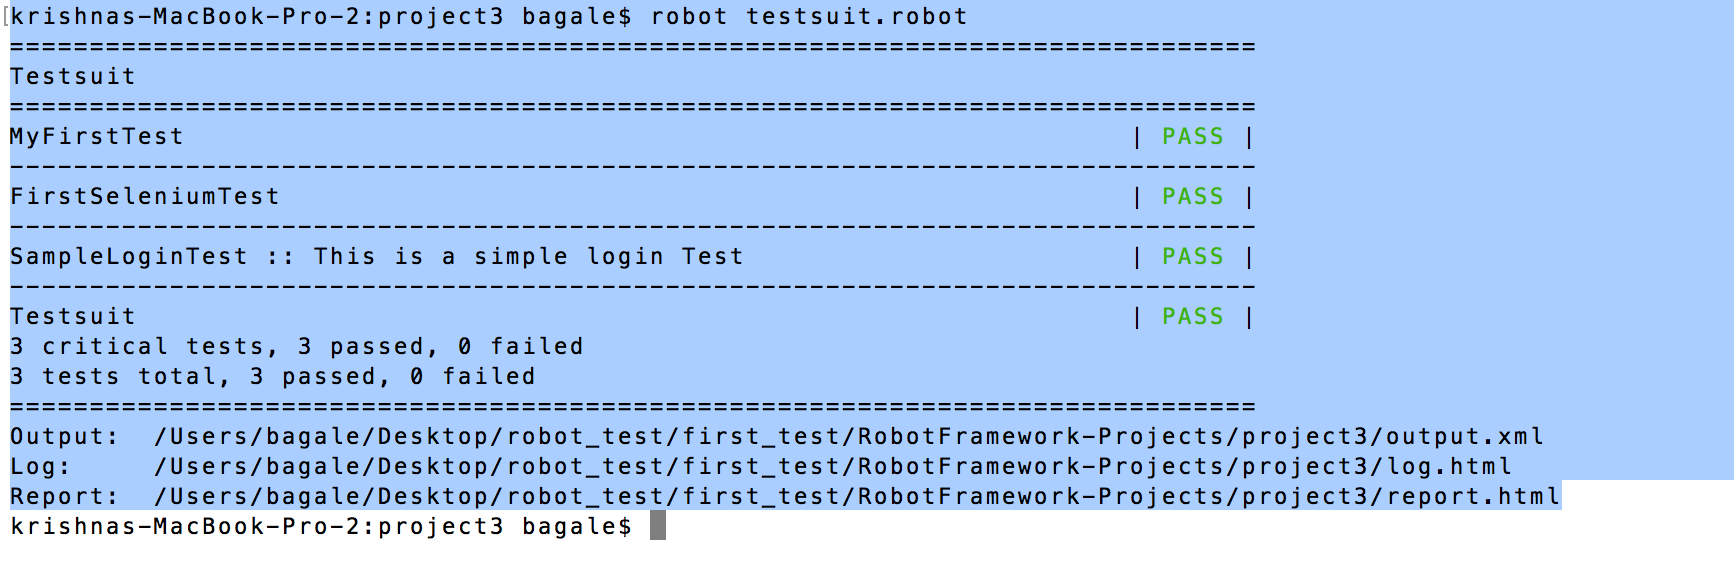 krishnas-MacBook-Pro-2:project3 bagale$ robot testsuit.robot
==============================================================================
Testsuit
==============================================================================
MyFirstTest                                                           | PASS |
------------------------------------------------------------------------------
FirstSeleniumTest                                                     | PASS |
------------------------------------------------------------------------------
SampleLoginTest :: This is a simple login Test                        | PASS |
------------------------------------------------------------------------------
Testsuit                                                              | PASS |
3 critical tests, 3 passed, 0 failed
3 tests total, 3 passed, 0 failed
==============================================================================
Output:  /Users/bagale/Desktop/robot_test/first_test/RobotFramework-Projects/project3/output.xml
Log:     /Users/bagale/Desktop/robot_test/first_test/RobotFramework-Projects/project3/log.html
Report:  /Users/bagale/Desktop/robot_test/first_test/RobotFramework-Projects/project3/report.html
krishnas-MacBook-Pro-2:project3 bagale$